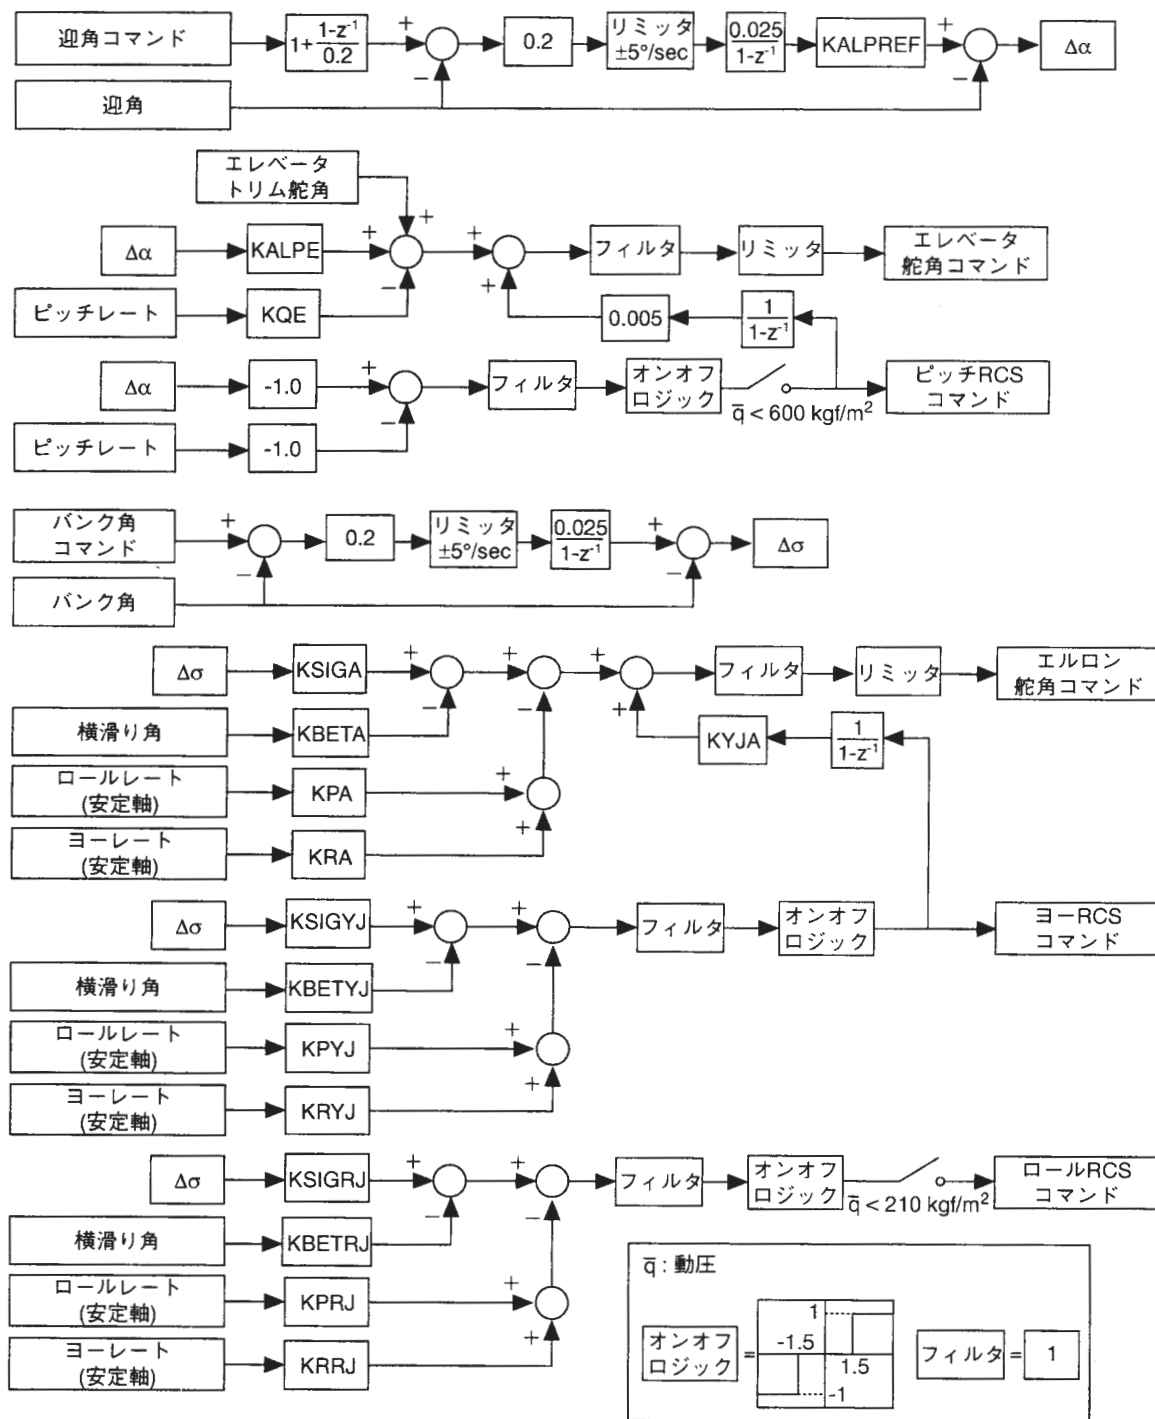 迎角コマンド
1+
1-z⁻¹
0.2
+
−
0.2
リミッタ
±5°/sec
0.025
1-z⁻¹
KALPREF
+
−
Δα
迎角
エレベータ
トリム舵角
+
Δα
KALPE
+
−
+
+
フィルタ
リミッタ
エレベータ
舵角コマンド
ピッチレート
KQE
0.005
1
1-z⁻¹
Δα
-1.0
+
−
フィルタ
オンオフ
ロジック
q̄ < 600 kgf/m²
ピッチRCS
コマンド
ピッチレート
-1.0
バンク角
コマンド
+
−
0.2
リミッタ
±5°/sec
0.025
1-z⁻¹
+
−
Δσ
バンク角
Δσ
KSIGA
+
−
+
−
+
+
フィルタ
リミッタ
エルロン
舵角コマンド
横滑り角
KBETA
KYJA
1
1-z⁻¹
ロールレート
(安定軸)
KPA
+
+
ヨーレート
(安定軸)
KRA
Δσ
KSIGYJ
+
−
+
−
フィルタ
オンオフ
ロジック
ヨーRCS
コマンド
横滑り角
KBETYJ
ロールレート
(安定軸)
KPYJ
+
+
ヨーレート
(安定軸)
KRYJ
Δσ
KSIGRJ
+
−
+
−
フィルタ
オンオフ
ロジック
q̄ < 210 kgf/m²
ロールRCS
コマンド
横滑り角
KBETRJ
ロールレート
(安定軸)
KPRJ
+
+
ヨーレート
(安定軸)
KRRJ
q̄ : 動圧
オンオフ
ロジック
=
1
-1.5
1.5
-1
フィルタ
=
1